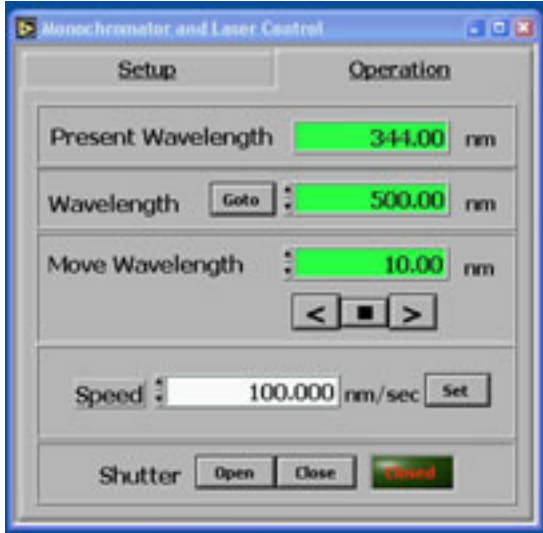 Monochromator and Laser Control
Setup Operation
Present Wavelength 344.00 nm
Wavelength Goto 500.00 nm
Move Wavelength 10.00 nm
< ■ >
Speed 100.000 nm/sec Set
Shutter Open Close Closed